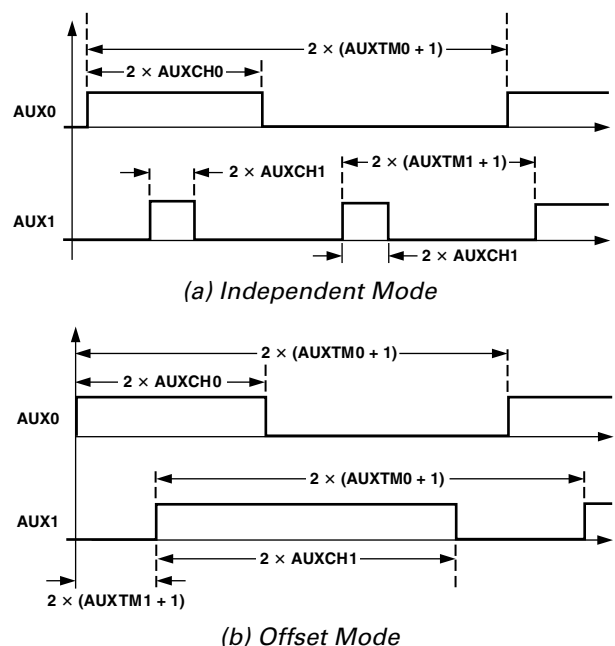 2 × (AUXTM0 + 1)
2 × AUXCH0
AUX0
2 × (AUXTM1 + 1)
2 × AUXCH1
AUX1
2 × AUXCH1
(a) Independent Mode
2 × (AUXTM0 + 1)
2 × AUXCH0
AUX0
2 × (AUXTM0 + 1)
AUX1
2 × AUXCH1
2 × (AUXTM1 + 1)
(b) Offset Mode